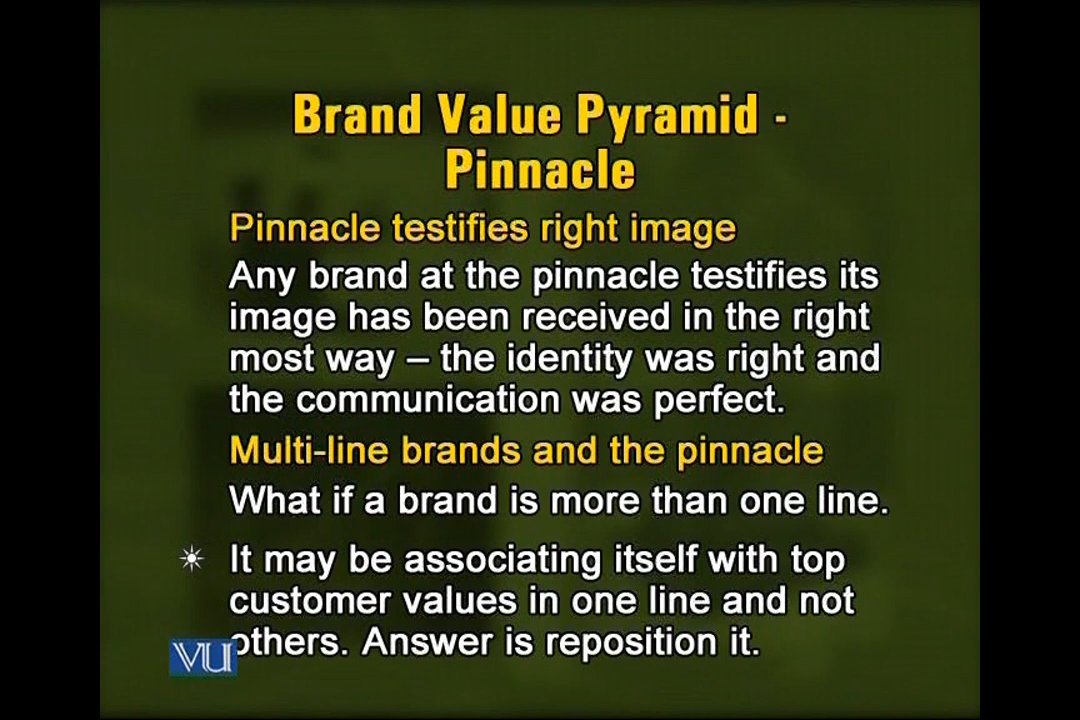 Brand Value Pyramid -
Pinnacle
Pinnacle testifies right image
Any brand at the pinnacle testifies its
image has been received in the right
most way – the identity was right and
the communication was perfect.
Multi-line brands and the pinnacle
What if a brand is more than one line.
It may be associating itself with top
customer values in one line and not
others. Answer is reposition it.
VU